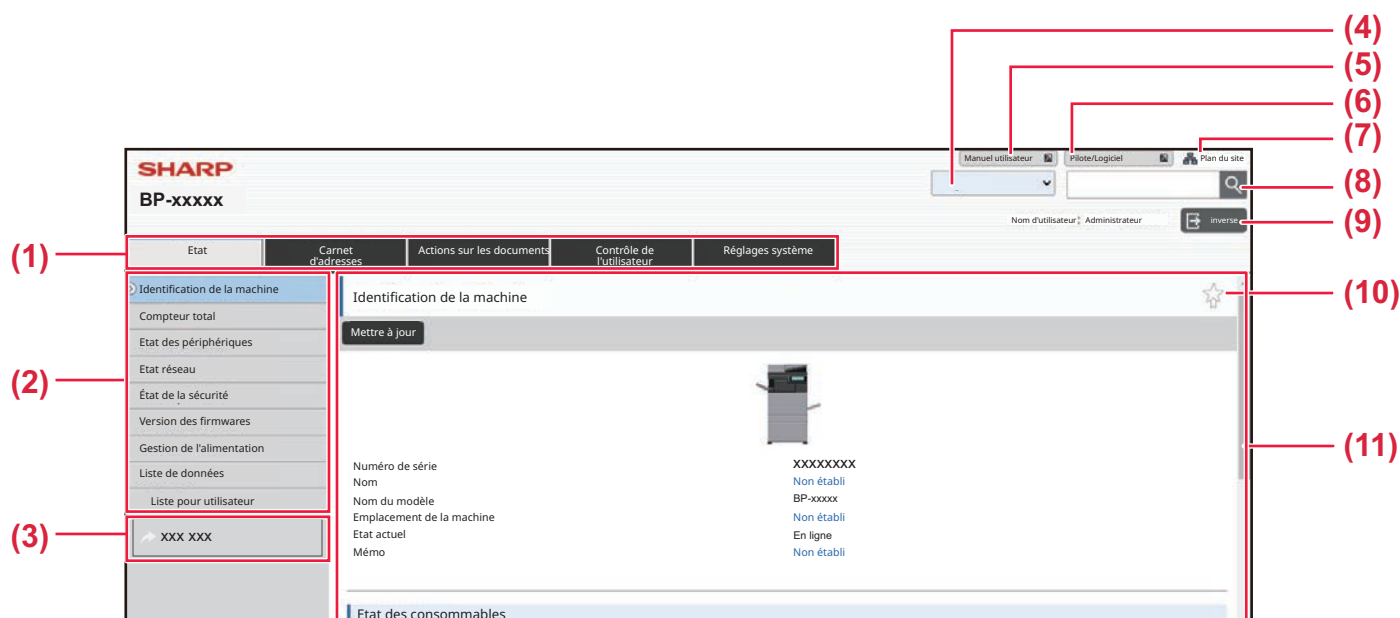 (4)
(5)
(6)
(7)
Manuel utilisateur Pilote/Logiciel Plan du site
SHARP
(8)
BP-xxxxx
Nom d'utilisateur: Administrateur inverse
(9)
(1)
Etat
Carnet
d'adresses
Actions sur les documents
Contrôle de
l'utilisateur
Réglages système
Identification de la machine
Compteur total
Etat des périphériques
Etat réseau
(2)
État de la sécurité
Version des firmwares
Gestion de l'alimentation
Liste de données
Liste pour utilisateur
(3)
XXX XXX
Identification de la machine
(10)
Mettre à jour
(11)
Numéro de série XXXXXXXX
Nom Non établi
Nom du modèle BP-xxxxx
Emplacement de la machine Non établi
Etat actuel En ligne
Mémo Non établi
Etat des consommables